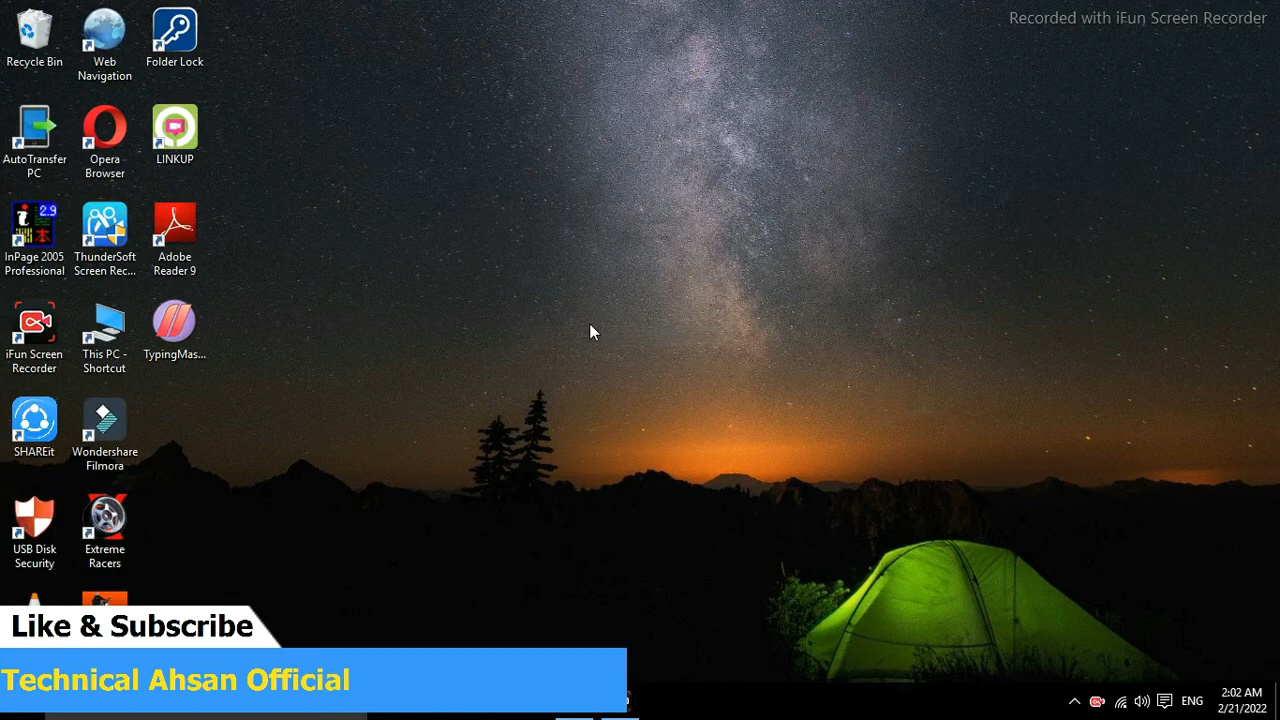 Recorded with iFun Screen Recorder
Recycle Bin
Web
Navigation
Folder Lock
AutoTransfer
PC
Opera
Browser
LINKUP
2.9
InPage 2005
Professional
ThunderSoft
Screen Rec...
Adobe
Reader 9
iFun Screen
Recorder
This PC -
Shortcut
TypingMas...
SHAREit
Wondershare
Filmora
USB Disk
Security
Extreme
Racers
Like & Subscribe
Technical Ahsan Official
ENG
2:02 AM
2/21/2022